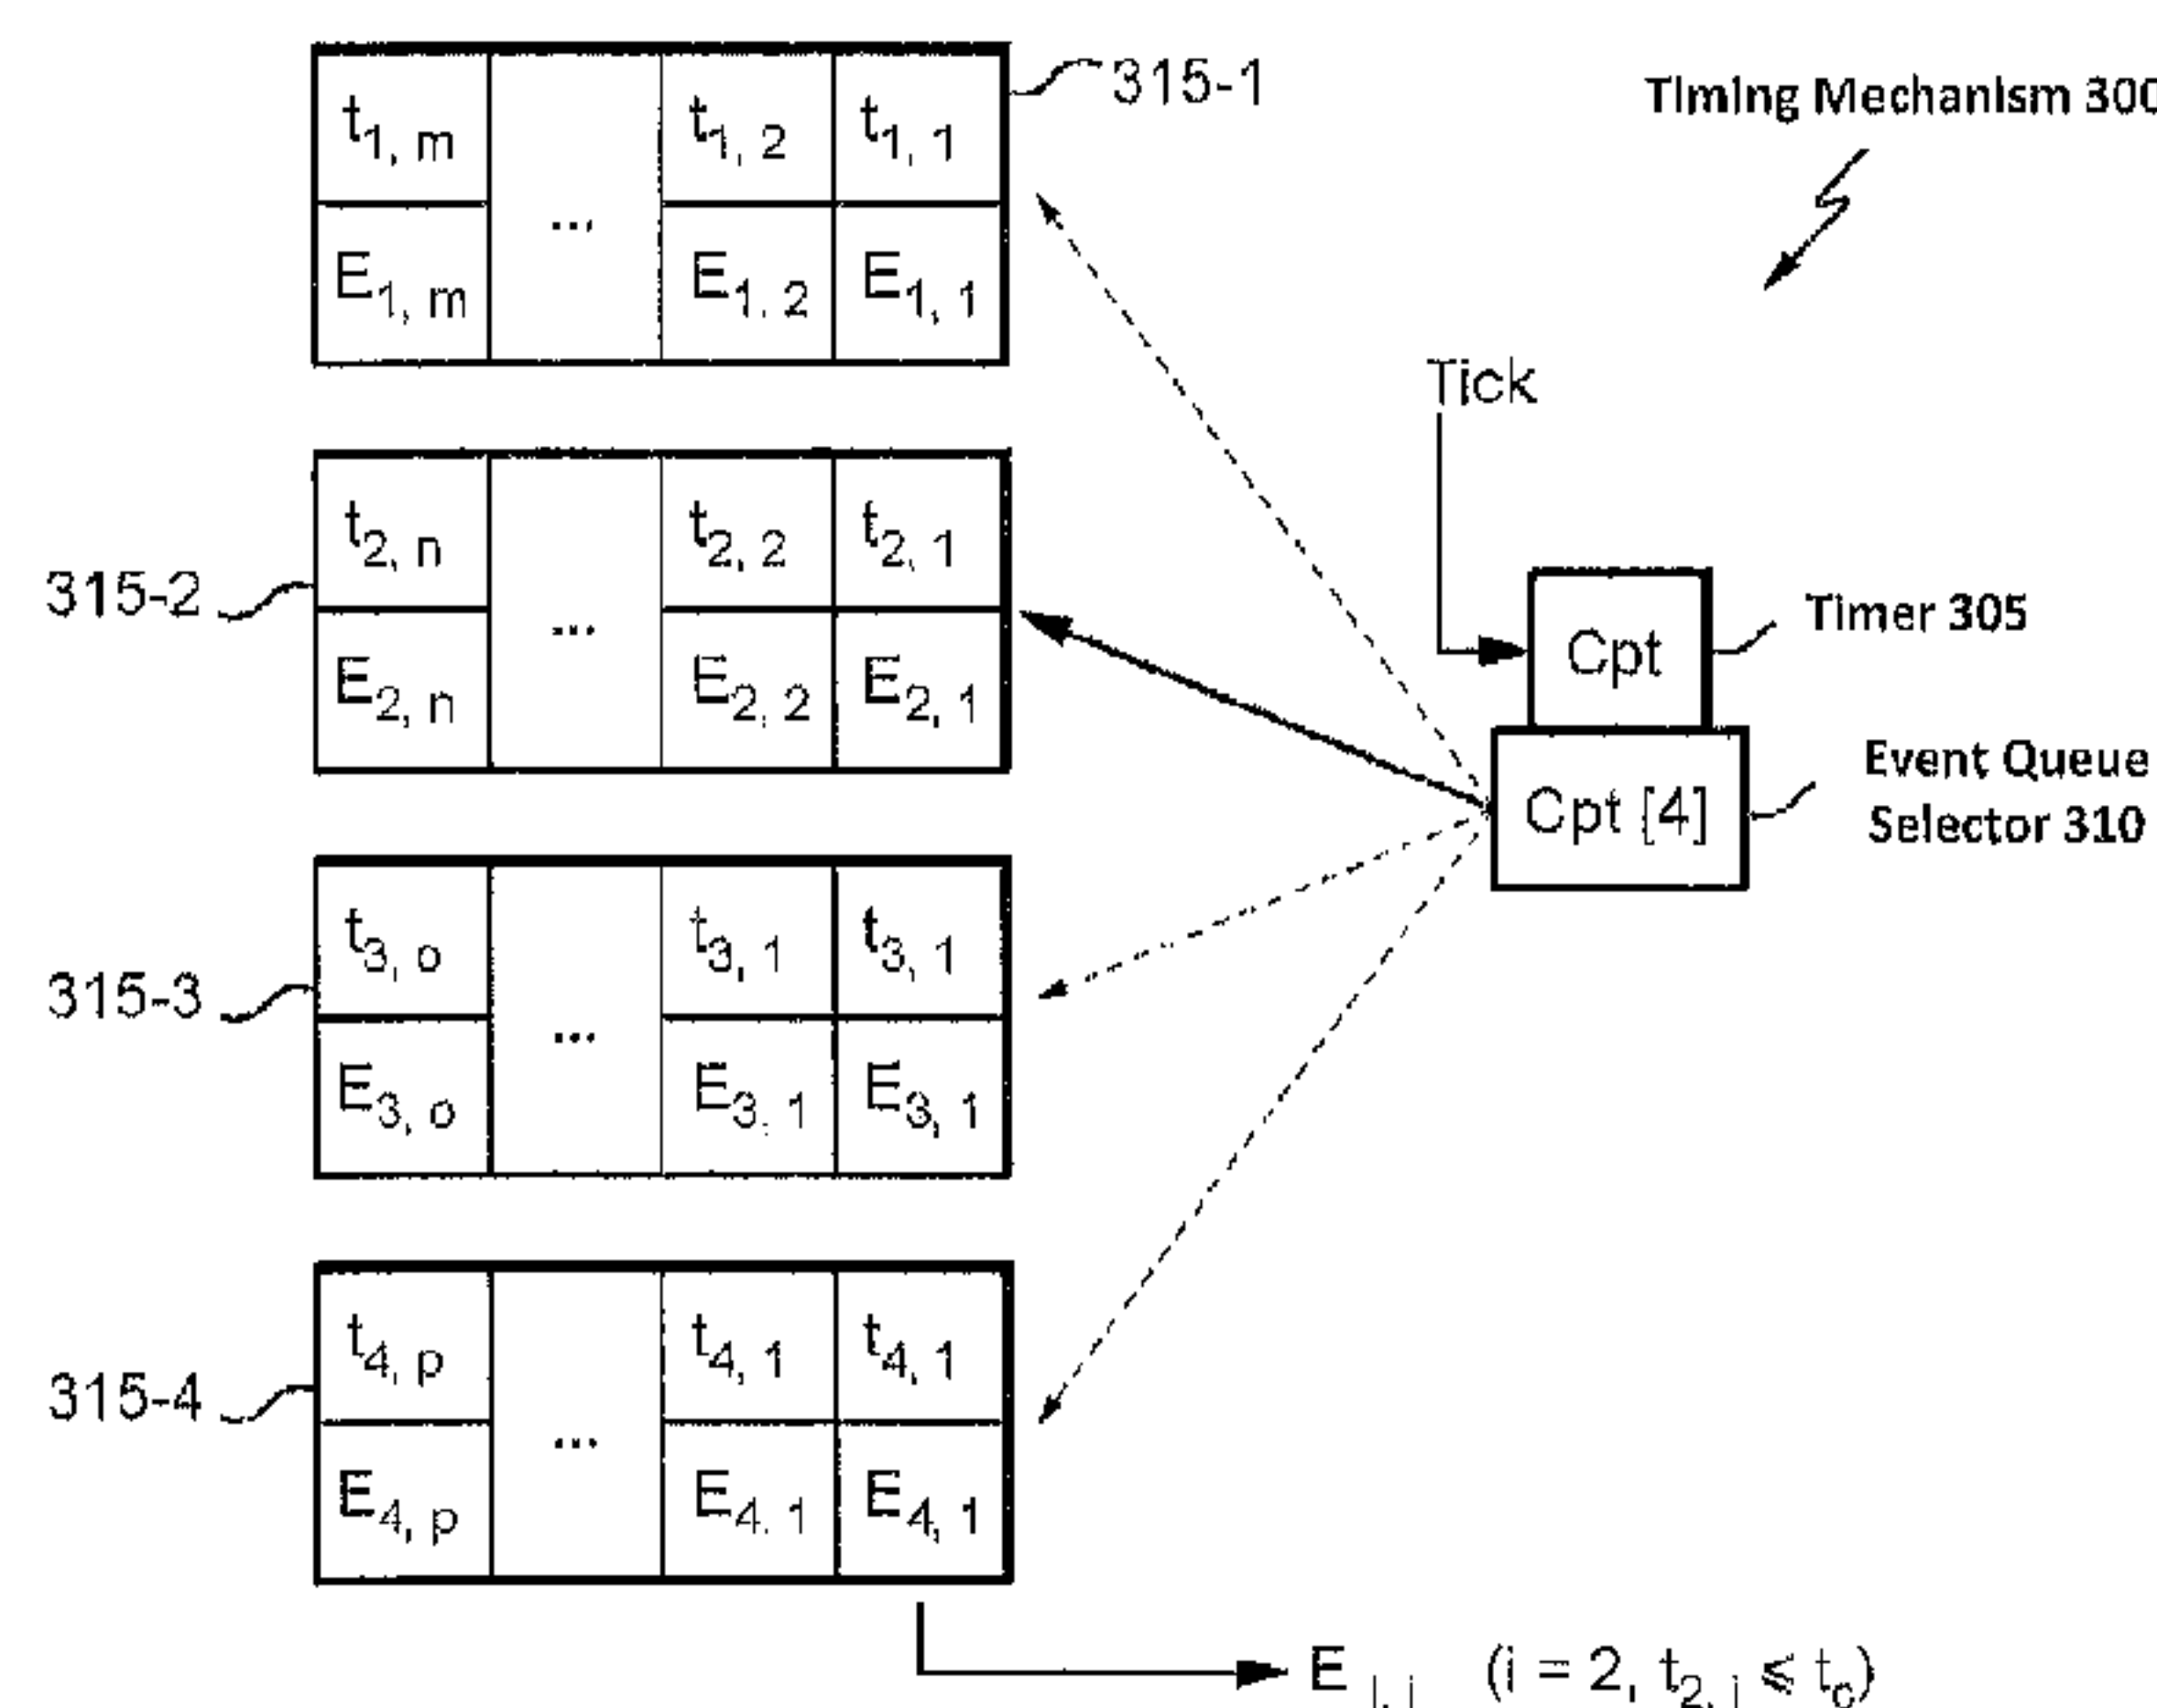 315-1
Timing Mechanism 300
t1, m ... t1, 2 t1, 1
E1, m E1, 2 E1, 1
Tick
315-2
t2, n ... t2, 2 t2, 1
E2, n E2, 2 E2, 1
Cpt
Timer 305
Cpt [4]
Event Queue
Selector 310
315-3
t3, o ... t3, 1 t3, 1
E3, o E3, 1 E3, 1
315-4
t4, p ... t4, 1 t4, 1
E4, p E4, 1 E4, 1
E i, j (i = 2, t2, j ⩽ tc)